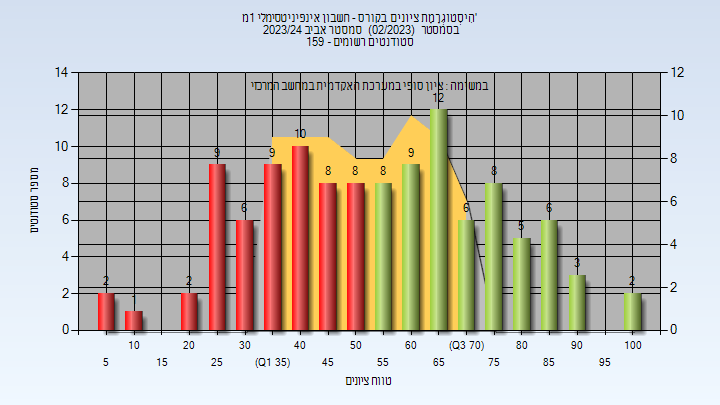 היסטוגרמת ציונים בקורס - חשבון אינפיניטסימלי 1מ'
בסמסטר (02/2023) סמסטר אביב 2023/24
סטודנטים רשומים - 159
במשימה : ציון סופי במערכת האקדמית במחשב המרכזי
מספר סטודנטים
14 12 10 8 6 4 2 0
12 10 8 6 4 2 0
2 1 2 9 6 9 10 8 8 8 9 12 6 8 5 6 3 2
10 20 30 40 50 60 (Q3 70) 80 90 100
5 15 25 (Q1 35) 45 55 65 75 85 95
טווח ציונים